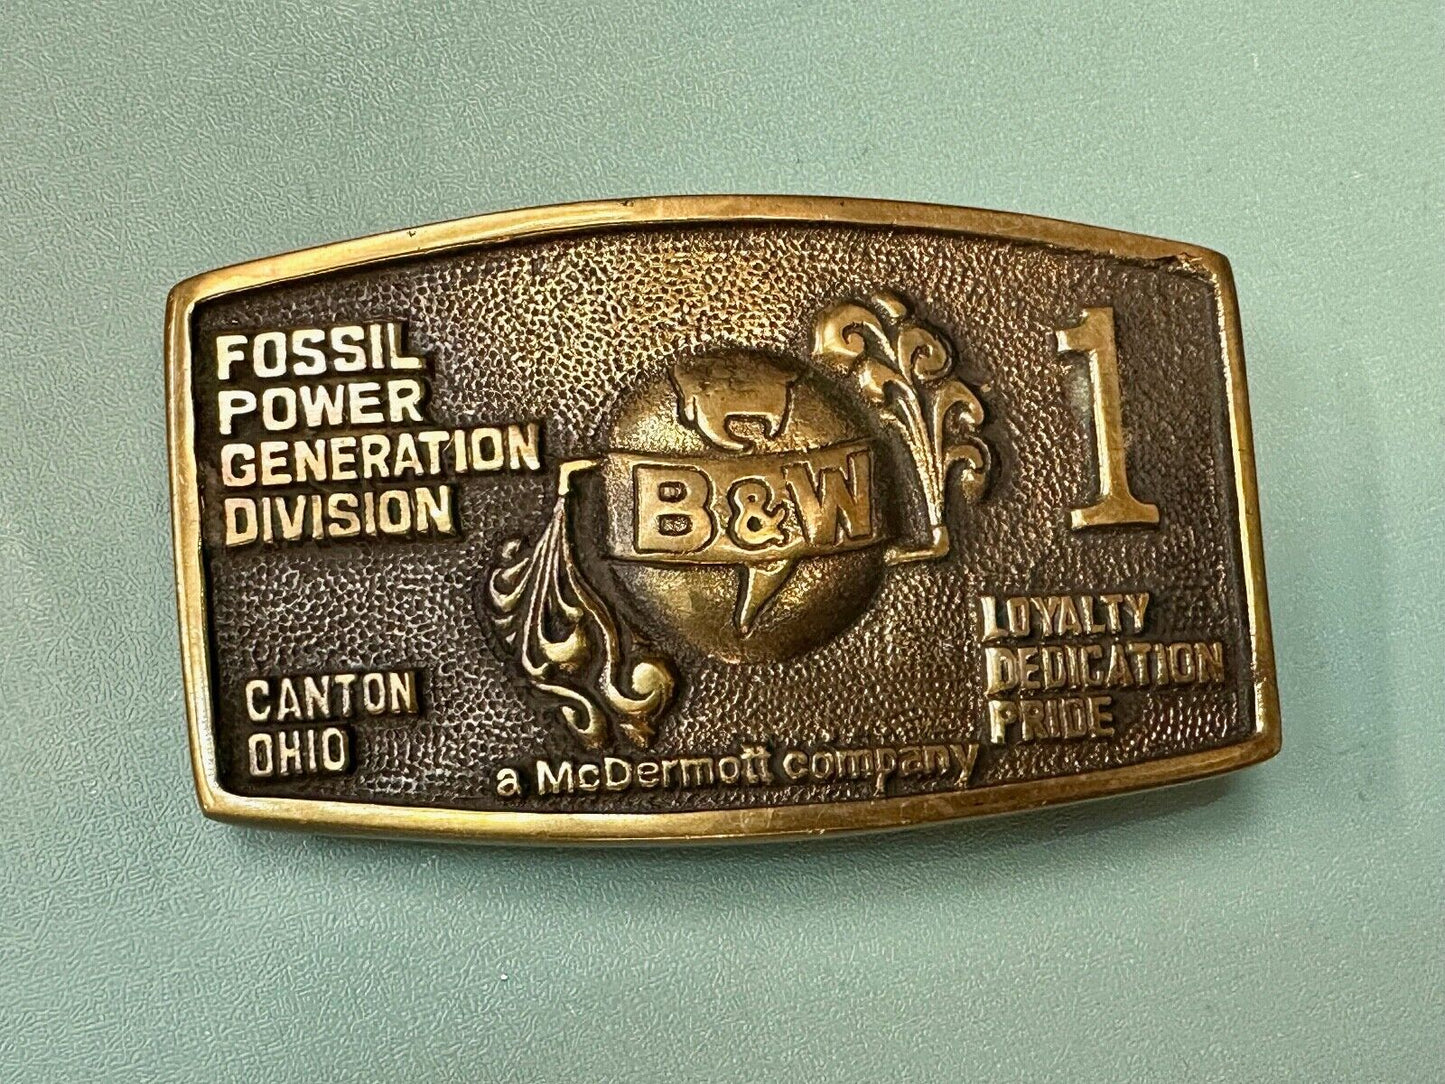 FOSSIL
POWER
GENERATION
DIVISION
CANTON
OHIO
B&W
a McDermott company
1
LOYALTY
DEDICATION
PRIDE